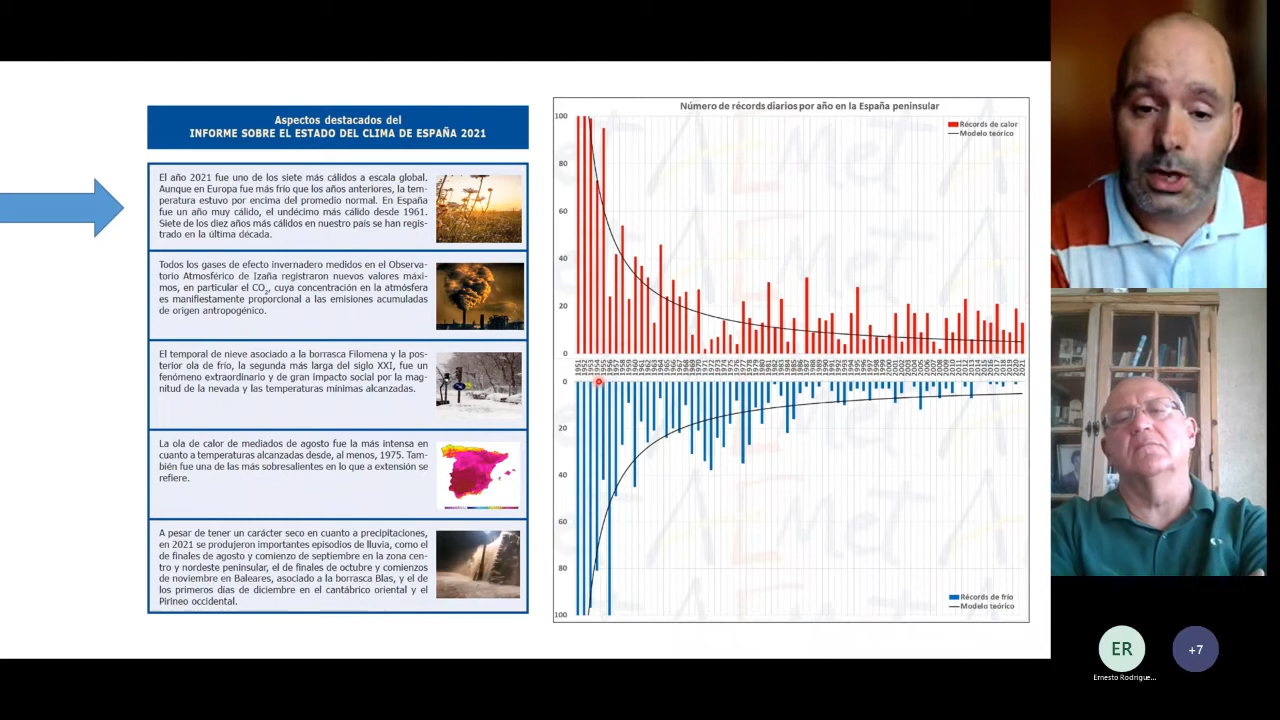 Aspectos destacados del
INFORME SOBRE EL ESTADO DEL CLIMA DE ESPAÑA 2021
El año 2021 fue uno de los siete más cálidos a escala global.
Aunque en Europa fue más frío que los años anteriores, la tem-
peratura estuvo por encima del promedio normal. En España
fue un año muy cálido, el undécimo más cálido desde 1961.
Siete de los diez años más cálidos en nuestro país se han regis-
trado en la última década.
Todos los gases de efecto invernadero medidos en el Observa-
torio Atmosférico de Izaña registraron nuevos valores máxi-
mos, en particular el CO2, cuya concentración en la atmósfera
es manifiestamente proporcional a las emisiones acumuladas
de origen antropogénico.
El temporal de nieve asociado a la borrasca Filomena y la pos-
terior ola de frío, la segunda más larga del siglo XXI, fue un
fenómeno extraordinario y de gran impacto social por la mag-
nitud de la nevada y las temperaturas mínimas alcanzadas.
La ola de calor de mediados de agosto fue la más intensa en
cuanto a temperaturas alcanzadas desde, al menos, 1975. Tam-
bién fue una de las más sobresalientes en lo que a extensión se
refiere.
A pesar de tener un carácter seco en cuanto a precipitaciones,
en 2021 se produjeron importantes episodios de lluvia, como el
de finales de agosto y comienzo de septiembre en la zona cen-
tro y nordeste peninsular, el de finales de octubre y comienzos
de noviembre en Baleares, asociado a la borrasca Blas, y el de
los primeros días de diciembre en el cantábrico oriental y el
Pirineo occidental.
Número de récords diarios por año en la España peninsular
Récords de calor
Modelo teórico
100
80
60
40
20
0
0
20
40
60
80
100
Récords de frío
Modelo teórico
ER
Ernesto Rodrigue...
+7